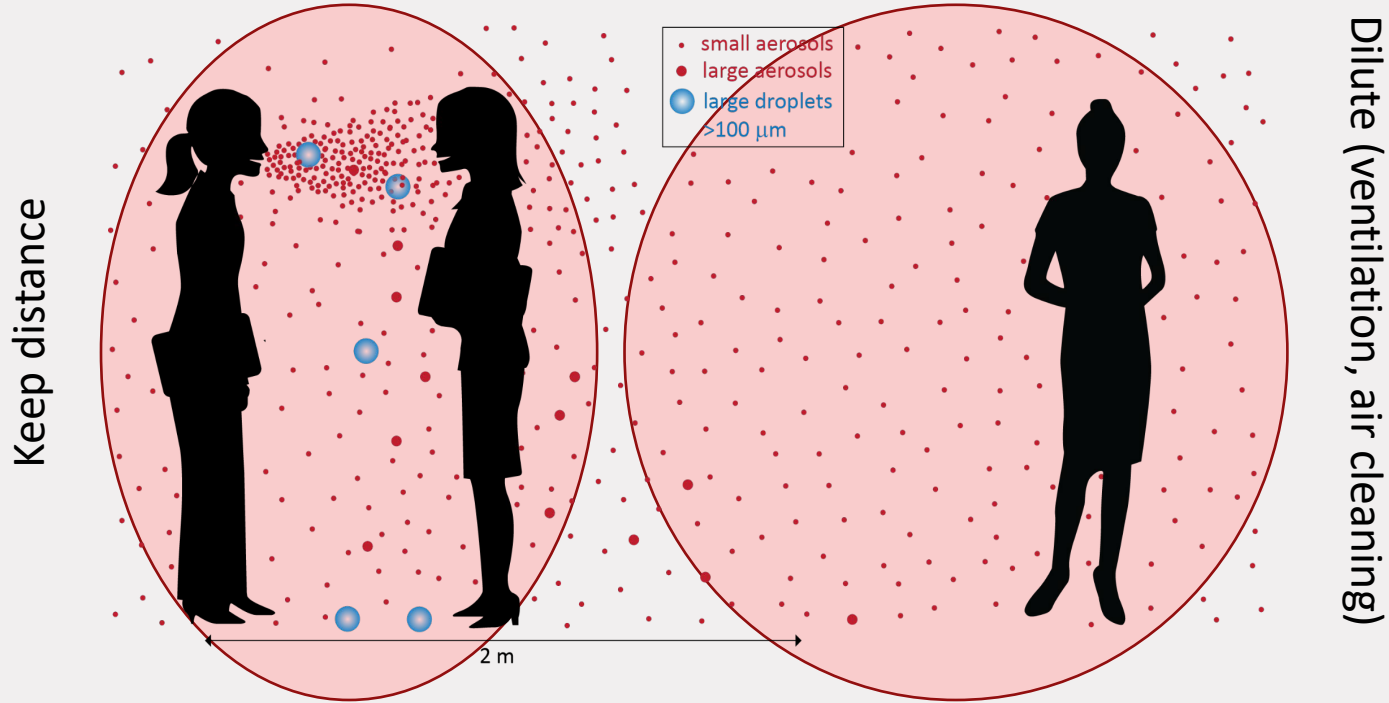 Keep distance
small aerosols
large aerosols
large droplets
>100 μm
2 m
Dilute (ventilation, air cleaning)